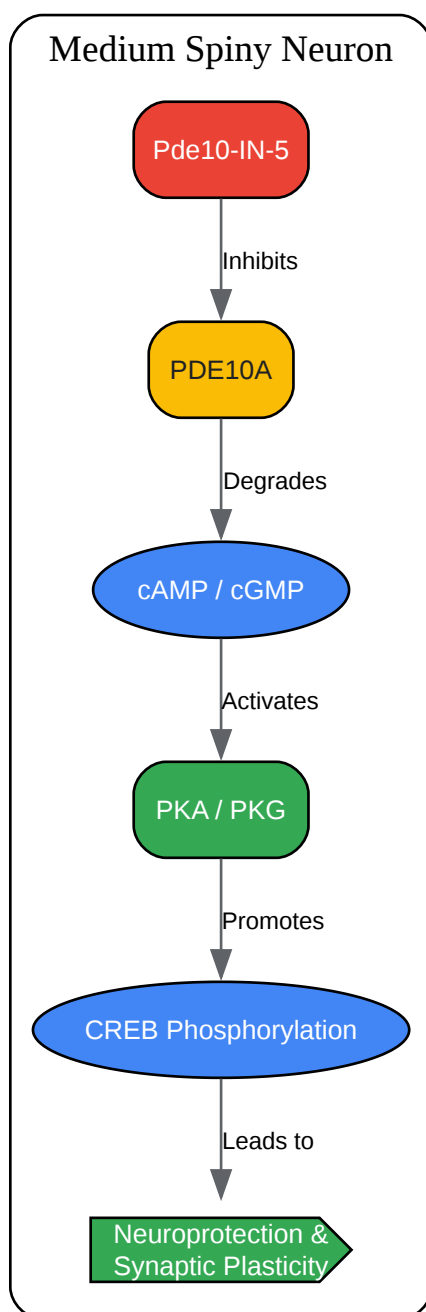 Medium Spiny Neuron
Pde10-IN-5
Inhibits
PDE10A
Degrades
cAMP / cGMP
Activates
PKA / PKG
Promotes
CREB Phosphorylation
Leads to
Neuroprotection &
Synaptic Plasticity